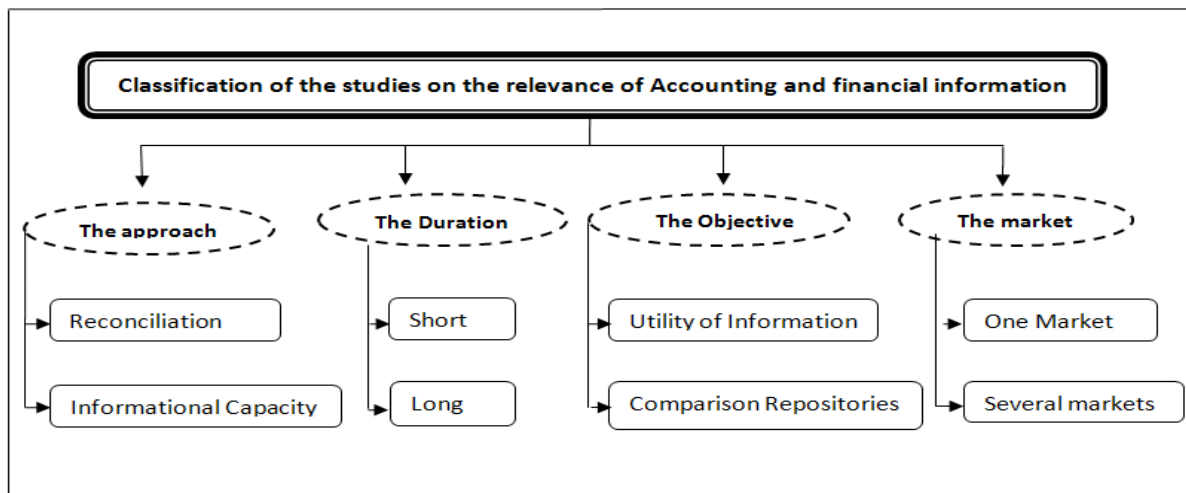 Classification of the studies on the relevance of Accounting and financial information
The approach
The Duration
The Objective
The market
Reconciliation
Short
Utility of Information
One Market
Informational Capacity
Long
Comparison Repositories
Several markets